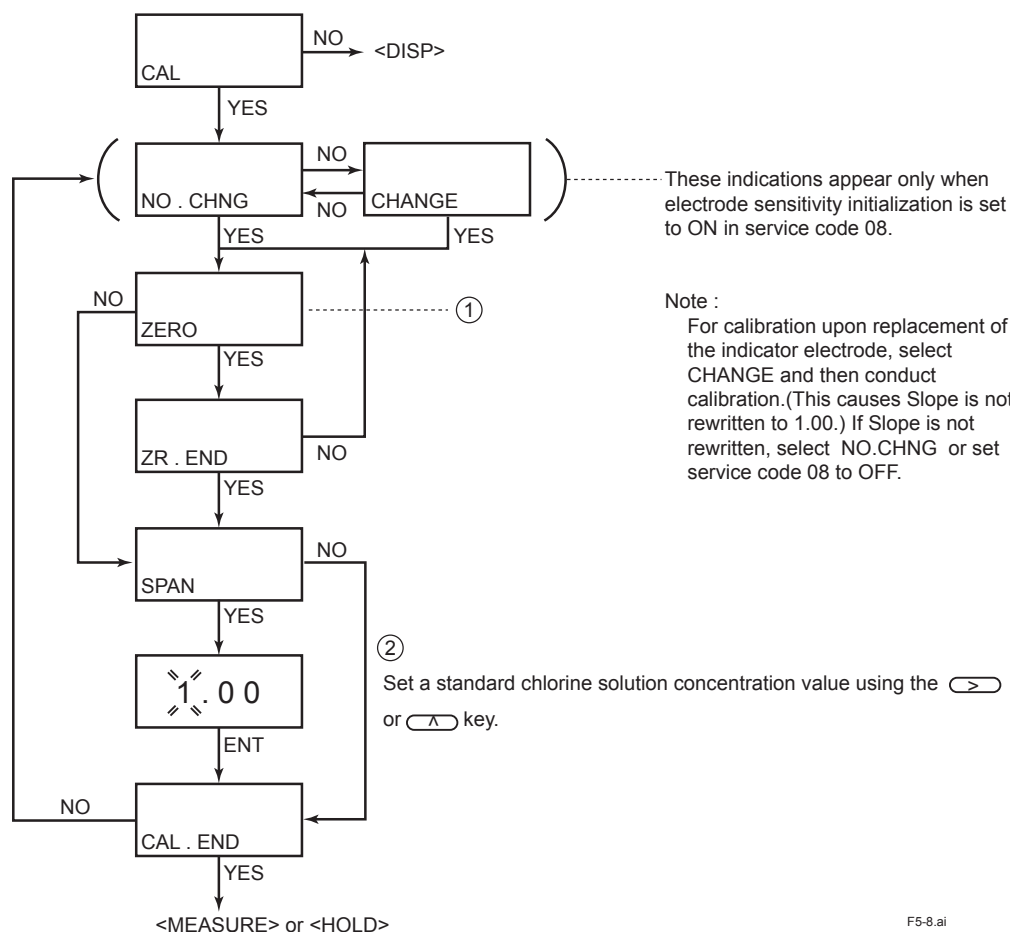 NO
<DISP>
CAL
YES
NO
NO . CHNG
CHANGE
NO
YES
YES
These indications appear only when
electrode sensitivity initialization is set
to ON in service code 08.
NO
ZERO
1
YES
Note :
For calibration upon replacement of
the indicator electrode, select
CHANGE and then conduct
calibration.(This causes Slope is not
rewritten to 1.00.) If Slope is not
rewritten, select NO.CHNG or set
service code 08 to OFF.
ZR . END
NO
YES
NO
SPAN
YES
2
1 . 0 0
Set a standard chlorine solution concentration value using the >
or Λ key.
ENT
NO
CAL . END
YES
<MEASURE> or <HOLD>
F5-8.ai